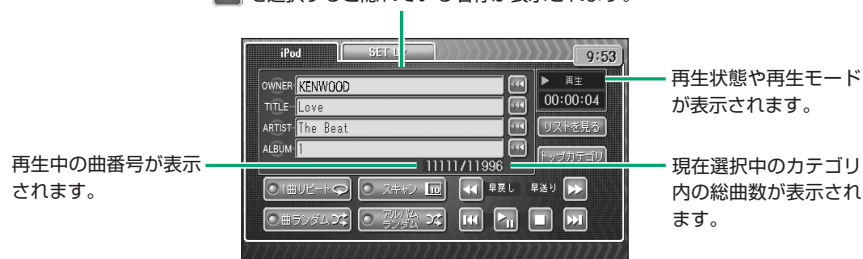 を選択すると隠れている名称が表示されます。
iPod
SET UP
9:53
OWNER KENWOOD
▶ 再生
00:00:04
TITLE Love
ARTIST The Beat
リストを見る
ALBUM 1
トップカテゴリ
11111/11996
1曲リピート
スキャン 10
早戻し
早送り
曲ランダム
アルバム
ランダム
再生状態や再生モード
が表示されます。
再生中の曲番号が表示
されます。
現在選択中のカテゴリ
内の総曲数が表示され
ます。